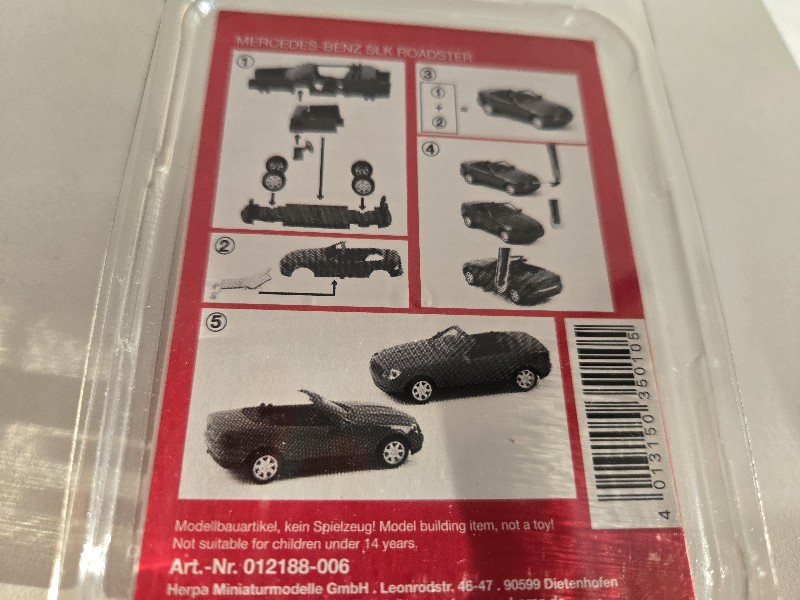 MERCEDES-BENZ SLK ROADSTER
1
2
3
1
+
2
=
4
5
4 013150 350105
Modellbauartikel, kein Spielzeug! Model building item, not a toy!
Not suitable for children under 14 years.
Art.-Nr. 012188-006
Herpa Miniaturmodelle GmbH . Leonrodstr. 46-47 . 90599 Dietenhofen